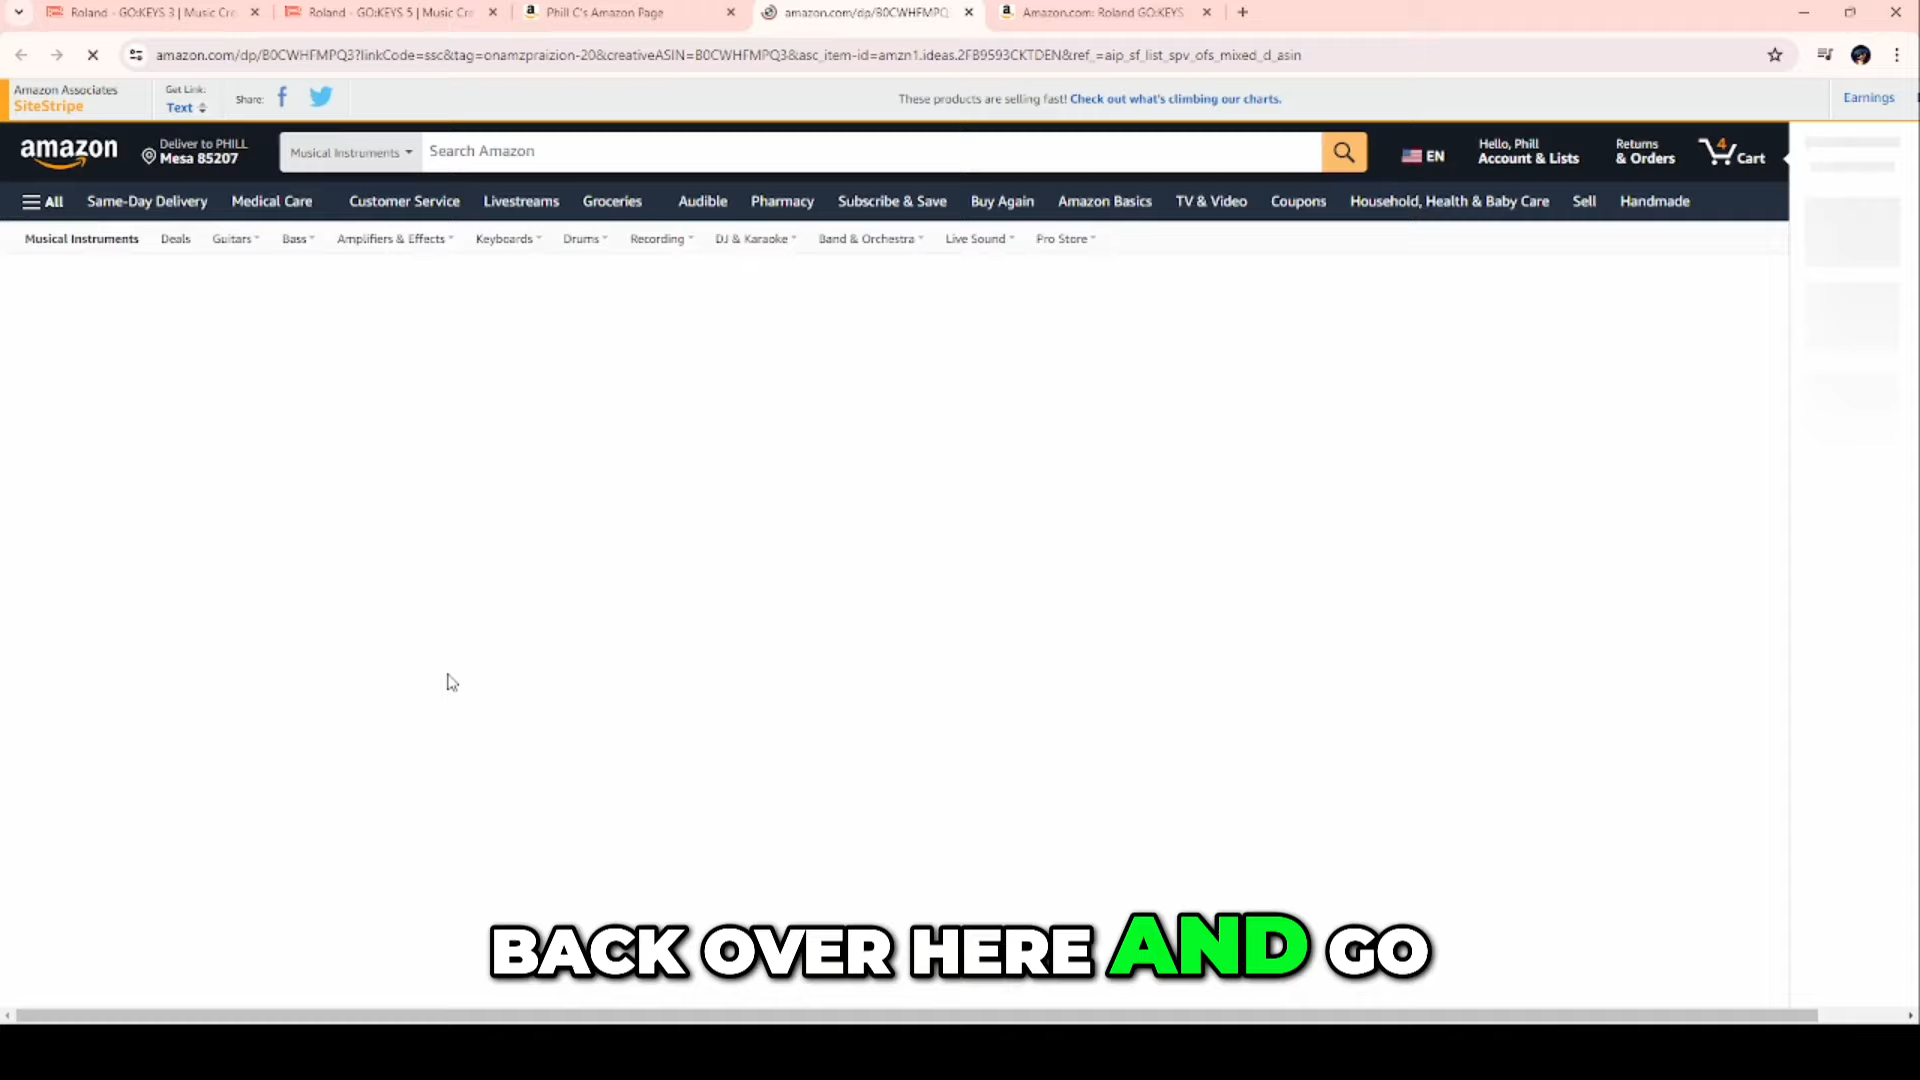 Roland - GO:KEYS 3 | Music Cre
Roland - GO:KEYS 5 | Music Cre
Phill C's Amazon Page
amazon.com/dp/B0CWHFMPQ
Amazon.com: Roland GO:KEYS
amazon.com/dp/B0CWHFMPQ3?linkCode=ssc&tag=onamzpraizion-20&creativeASIN=B0CWHFMPQ3&asc_item-id=amzn1.ideas.2FB9593CKTDEN&ref_=aip_sf_list_spv_ofs_mixed_d_asin
Amazon Associates
SiteStripe
Get Link:
Text
Share:
These products are selling fast! Check out what's climbing our charts.
Earnings
amazon
Deliver to PHILL
Mesa 85207
Musical Instruments
Search Amazon
EN
Hello, Phill
Account & Lists
Returns
& Orders
4
Cart
All Same-Day Delivery Medical Care Customer Service Livestreams Groceries Audible Pharmacy Subscribe & Save Buy Again Amazon Basics TV & Video Coupons Household, Health & Baby Care Sell Handmade
Musical Instruments Deals Guitars Bass Amplifiers & Effects Keyboards Drums Recording DJ & Karaoke Band & Orchestra Live Sound Pro Store
BACK OVER HERE AND GO